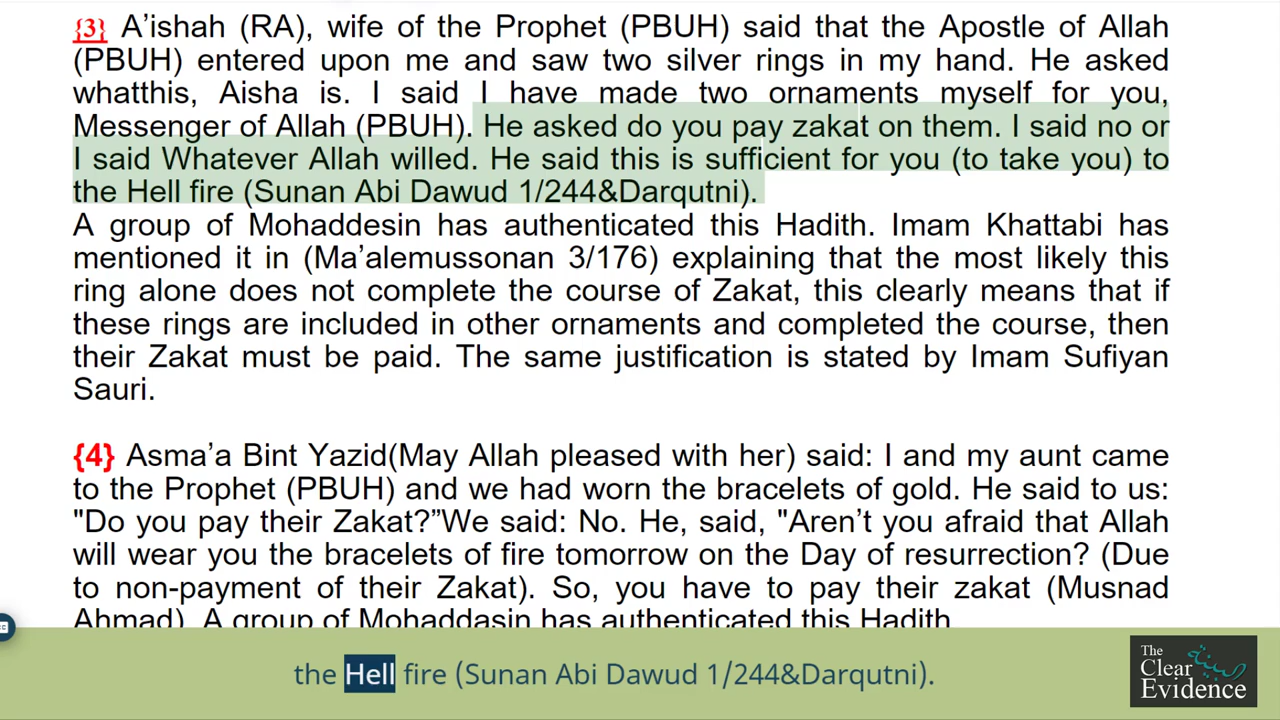 {3} A’ishah (RA), wife of the Prophet (PBUH) said that the Apostle of Allah
(PBUH) entered upon me and saw two silver rings in my hand. He asked
whatthis, Aisha is. I said I have made two ornaments myself for you,
Messenger of Allah (PBUH). He asked do you pay zakat on them. I said no or
I said Whatever Allah willed. He said this is sufficient for you (to take you) to
the Hell fire (Sunan Abi Dawud 1/244&Darqutni).
A group of Mohaddesin has authenticated this Hadith. Imam Khattabi has
mentioned it in (Ma’alemussonan 3/176) explaining that the most likely this
ring alone does not complete the course of Zakat, this clearly means that if
these rings are included in other ornaments and completed the course, then
their Zakat must be paid. The same justification is stated by Imam Sufiyan
Sauri.
{4} Asma’a Bint Yazid(May Allah pleased with her) said: I and my aunt came
to the Prophet (PBUH) and we had worn the bracelets of gold. He said to us:
"Do you pay their Zakat?”We said: No. He, said, "Aren’t you afraid that Allah
will wear you the bracelets of fire tomorrow on the Day of resurrection? (Due
to non-payment of their Zakat). So, you have to pay their zakat (Musnad
Ahmad). A group of Mohaddasin has authenticated this Hadith
the Hell fire (Sunan Abi Dawud 1/244&Darqutni).
The
Clear
Evidence